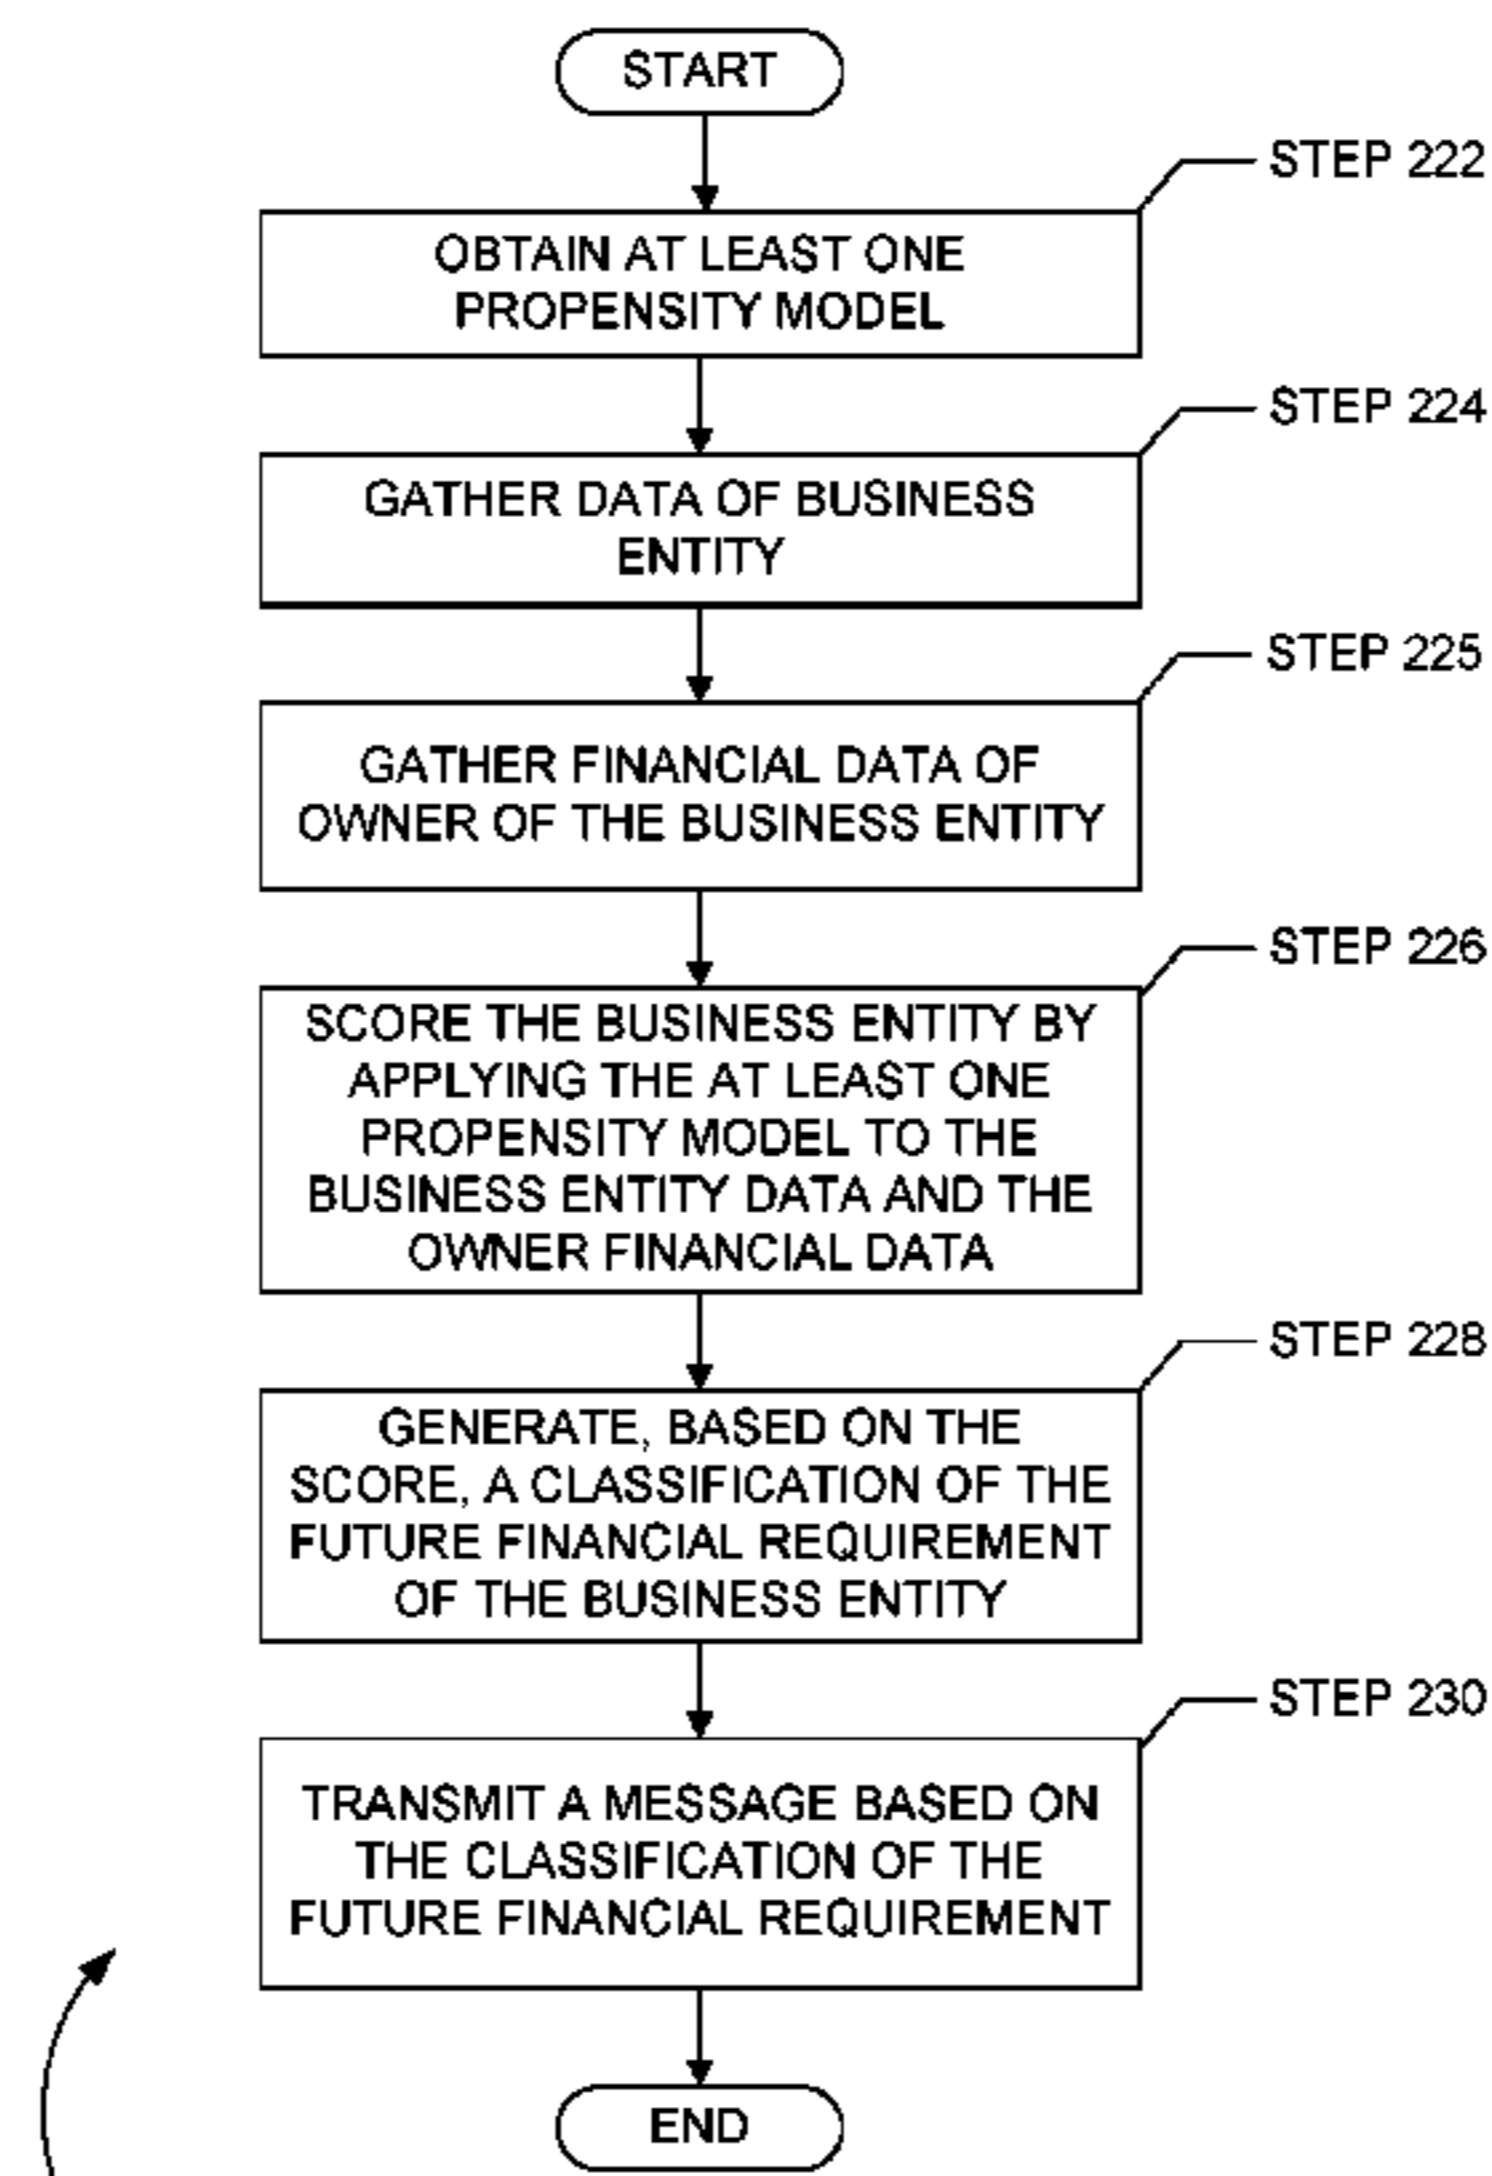 START
STEP 222
OBTAIN AT LEAST ONE
PROPENSITY MODEL
STEP 224
GATHER DATA OF BUSINESS
ENTITY
STEP 225
GATHER FINANCIAL DATA OF
OWNER OF THE BUSINESS ENTITY
STEP 226
SCORE THE BUSINESS ENTITY BY
APPLYING THE AT LEAST ONE
PROPENSITY MODEL TO THE
BUSINESS ENTITY DATA AND THE
OWNER FINANCIAL DATA
STEP 228
GENERATE, BASED ON THE
SCORE, A CLASSIFICATION OF THE
FUTURE FINANCIAL REQUIREMENT
OF THE BUSINESS ENTITY
STEP 230
TRANSMIT A MESSAGE BASED ON
THE CLASSIFICATION OF THE
FUTURE FINANCIAL REQUIREMENT
END